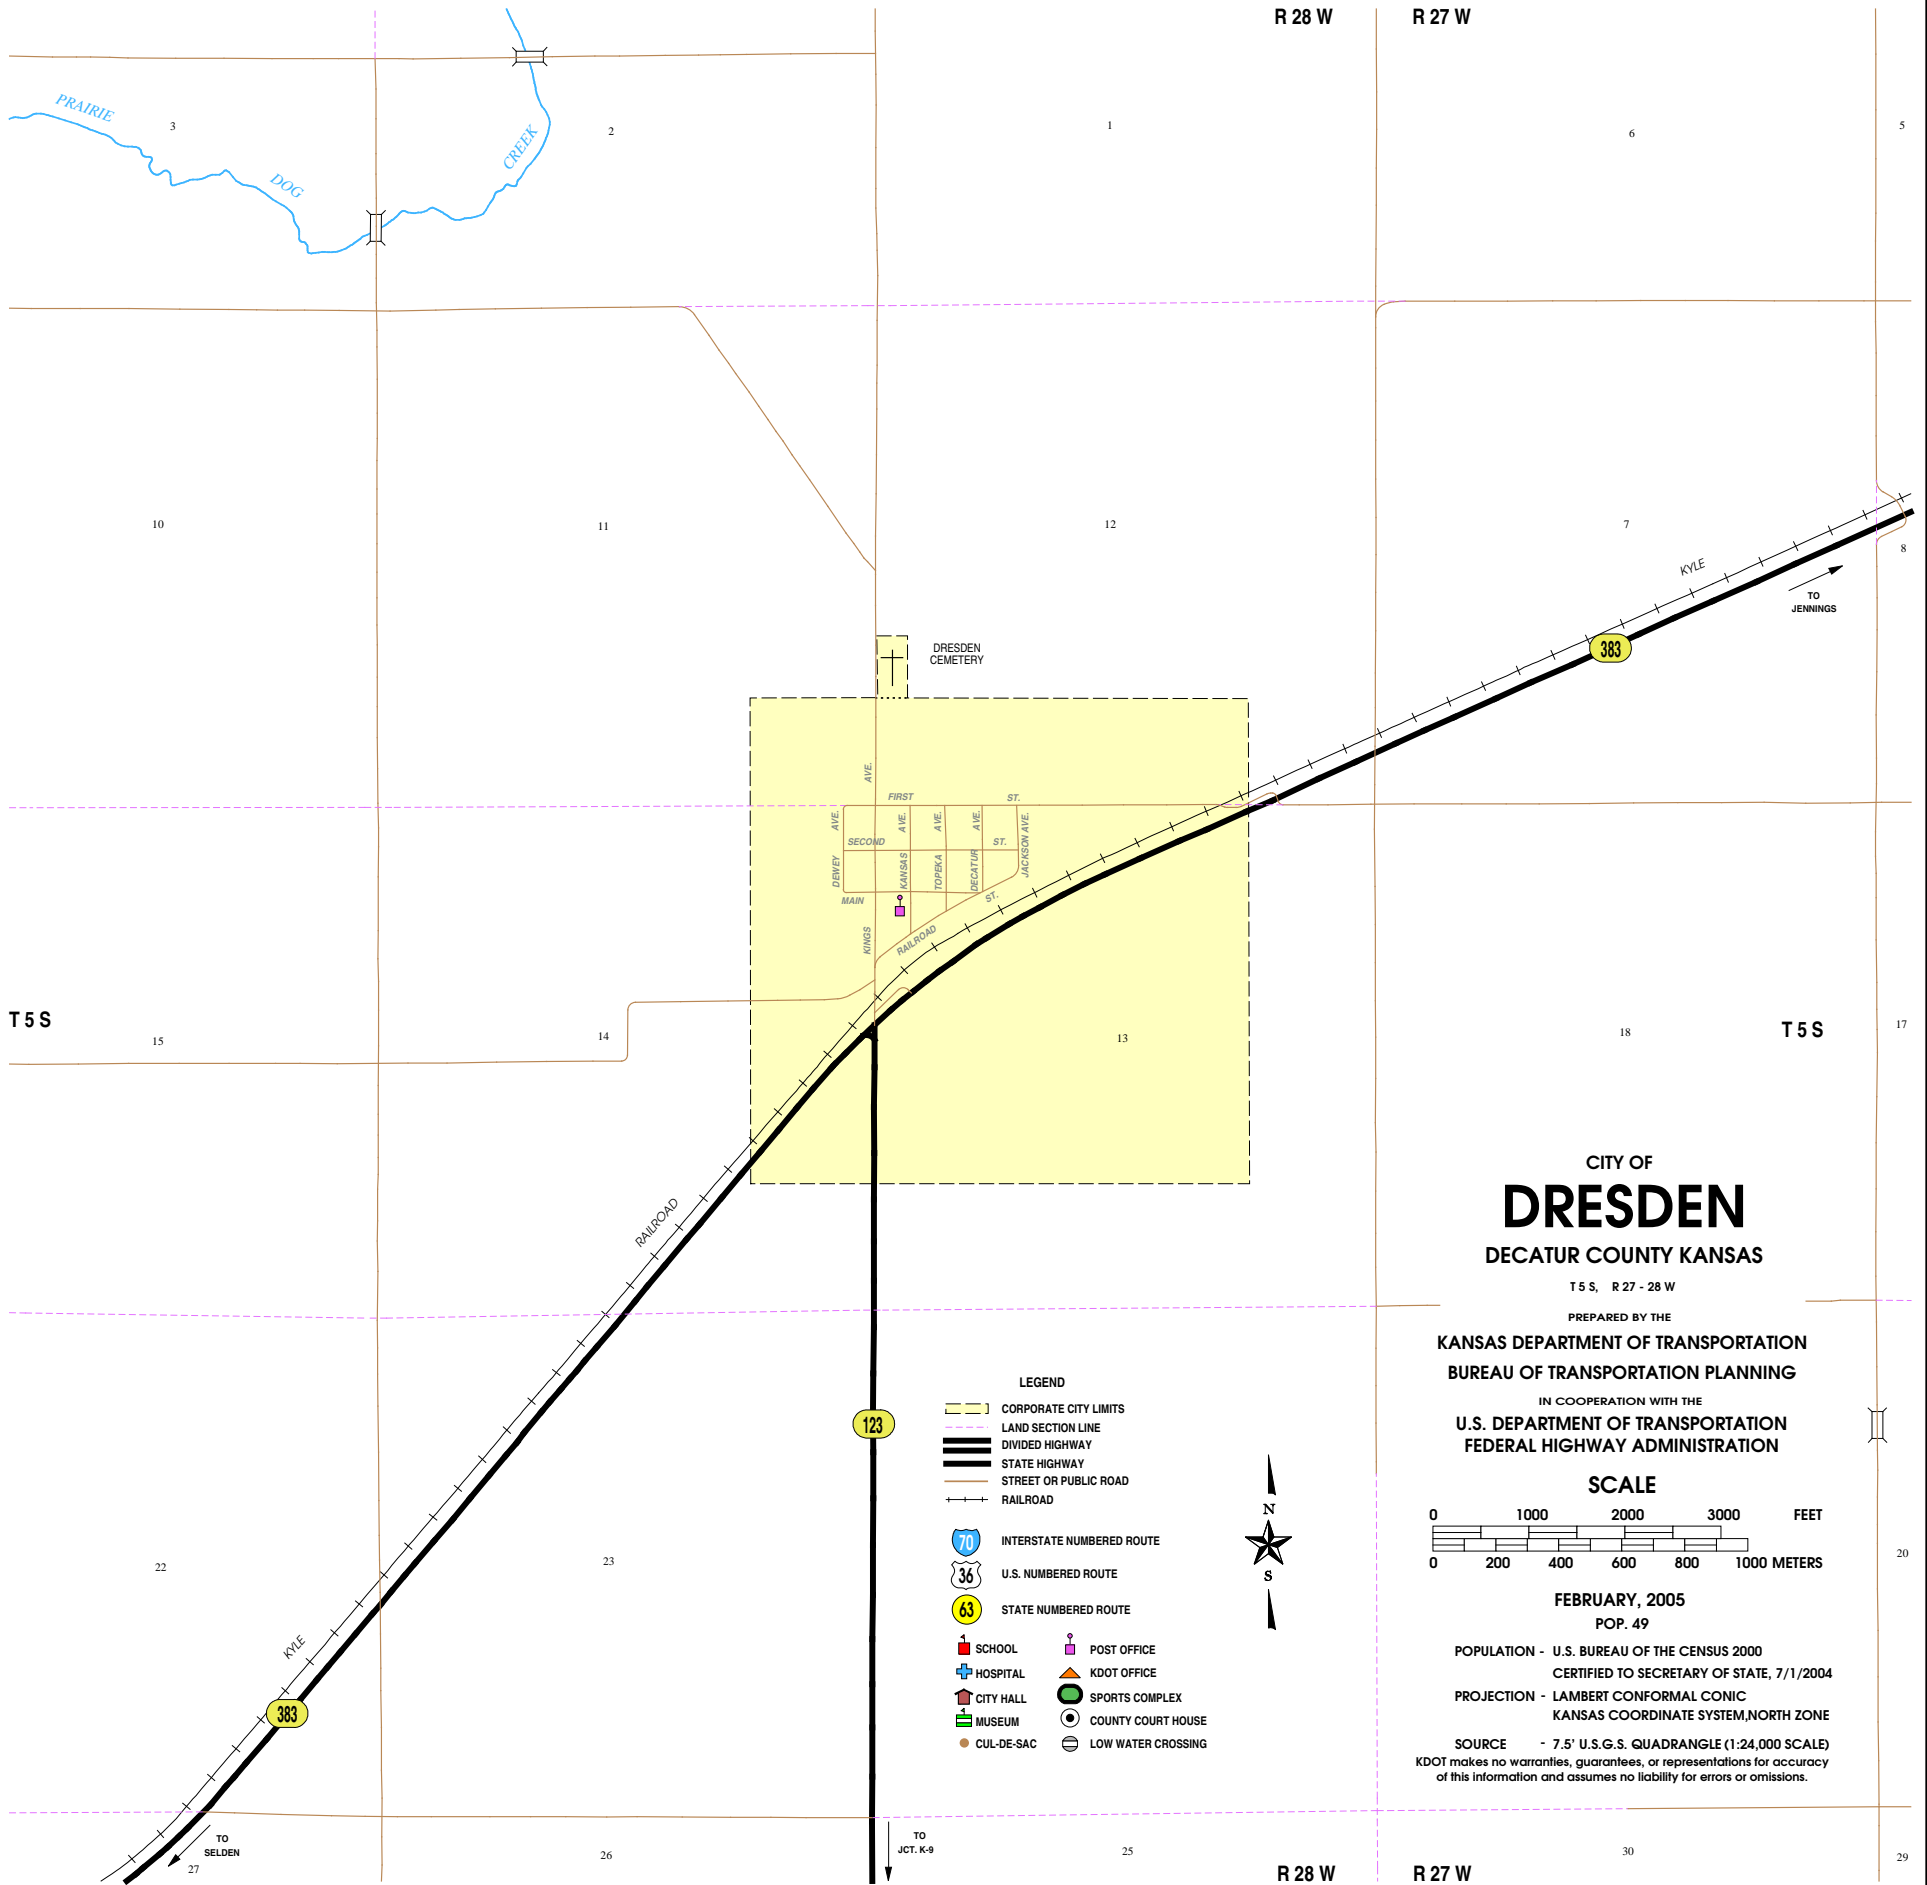 R 28 W
R 27 W
PRAIRIE
DOG
CREEK
3
2
1
6
5
10
11
12
7
8
KYLE
TO
JENNINGS
383
DRESDEN
CEMETERY
AVE.
FIRST ST.
AVE.
AVE.
AVE.
AVE.
SECOND ST.
DEWEY
KANSAS
TOPEKA
DECATUR
JACKSON AVE.
MAIN
ST.
KINGS
RAILROAD
T 5 S
15
14
13
18
T 5 S
17
RAILROAD
KYLE
383
123
22
23
20
TO
SELDEN
27
26
TO
JCT. K-9
25
30
29
R 28 W
R 27 W
LEGEND
CORPORATE CITY LIMITS
LAND SECTION LINE
DIVIDED HIGHWAY
STATE HIGHWAY
STREET OR PUBLIC ROAD
RAILROAD
70 INTERSTATE NUMBERED ROUTE
36 U.S. NUMBERED ROUTE
63 STATE NUMBERED ROUTE
SCHOOL
HOSPITAL
CITY HALL
MUSEUM
CUL-DE-SAC
POST OFFICE
KDOT OFFICE
SPORTS COMPLEX
COUNTY COURT HOUSE
LOW WATER CROSSING
N
S
CITY OF
DRESDEN
DECATUR COUNTY KANSAS
T 5 S, R 27 - 28 W
PREPARED BY THE
KANSAS DEPARTMENT OF TRANSPORTATION
BUREAU OF TRANSPORTATION PLANNING
IN COOPERATION WITH THE
U.S. DEPARTMENT OF TRANSPORTATION
FEDERAL HIGHWAY ADMINISTRATION
SCALE
0 1000 2000 3000 FEET
0 200 400 600 800 1000 METERS
FEBRUARY, 2005
POP. 49
POPULATION - U.S. BUREAU OF THE CENSUS 2000
CERTIFIED TO SECRETARY OF STATE, 7/1/2004
PROJECTION - LAMBERT CONFORMAL CONIC
KANSAS COORDINATE SYSTEM,NORTH ZONE
SOURCE - 7.5' U.S.G.S. QUADRANGLE (1:24,000 SCALE)
KDOT makes no warranties, guarantees, or representations for accuracy
of this information and assumes no liability for errors or omissions.